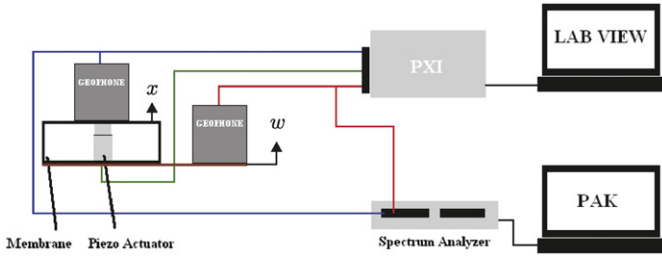 LAB VIEW
PXI
GEOPHONE
x
GEOPHONE
w
PAK
Membrane
Piezo Actuator
Spectrum Analyzer